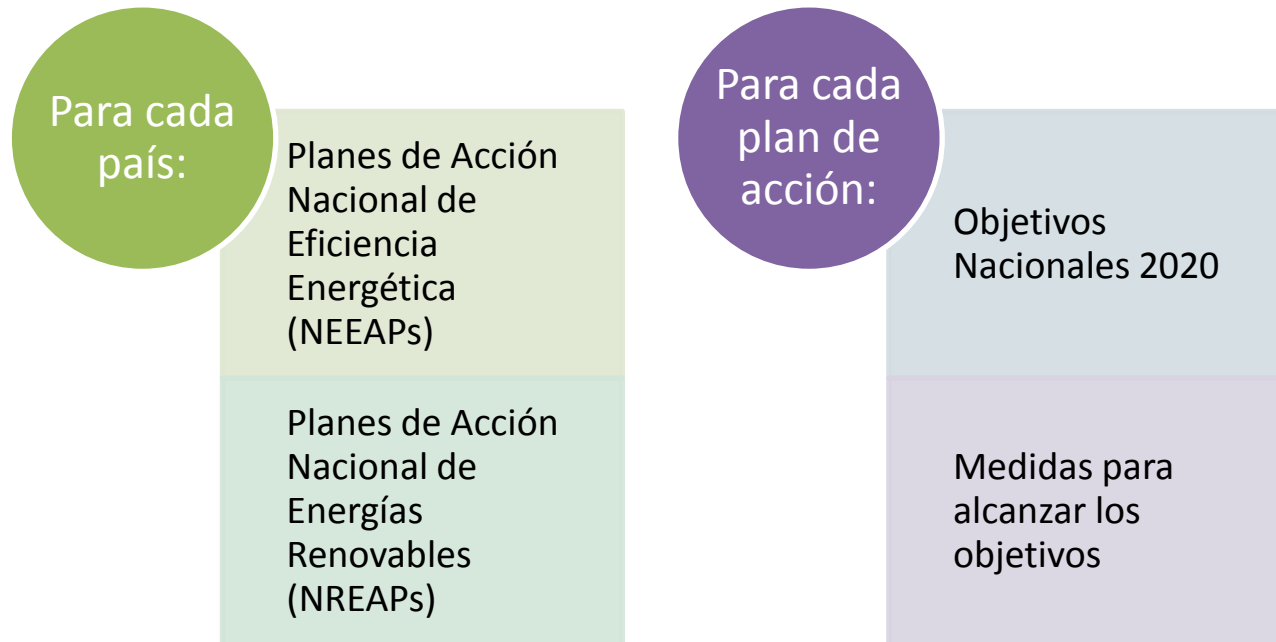 Para cada
país:
Planes de Acción
Nacional de
Eficiencia
Energética
(NEEAPs)
Planes de Acción
Nacional de
Energías
Renovables
(NREAPs)
Para cada
plan de
acción:
Objetivos
Nacionales 2020
Medidas para
alcanzar los
objetivos